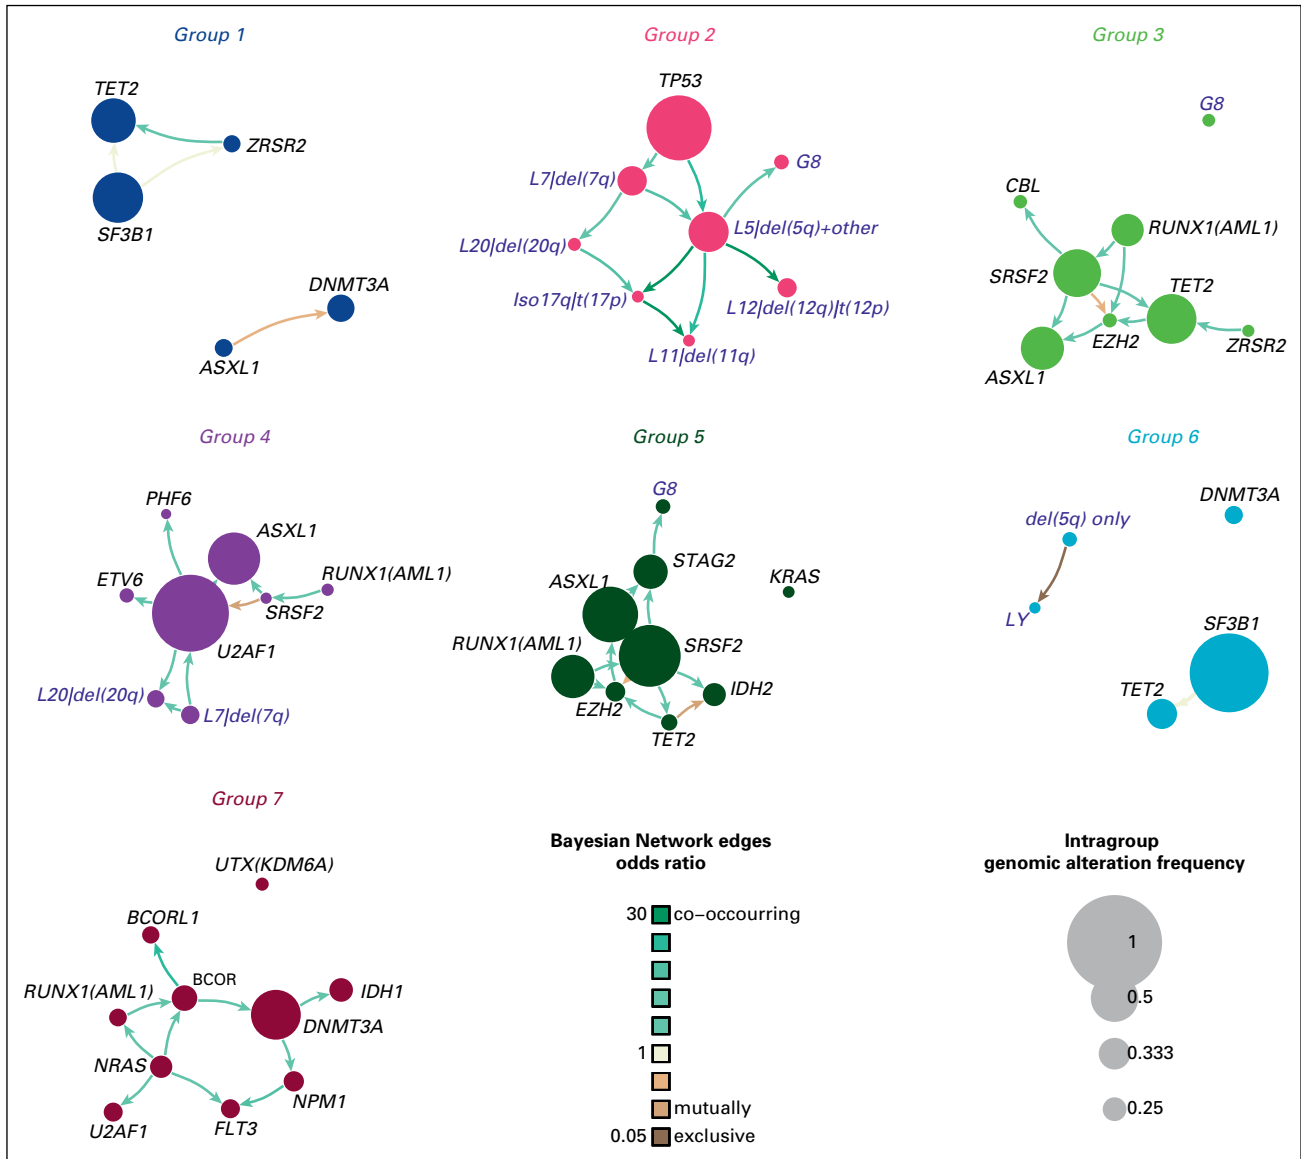 Group 1
TET2
ZRSR2
SF3B1
DNMT3A
ASXL1
Group 2
TP53
G8
L7|del(7q)
L5|del(5q)+other
L20|del(20q)
Iso17q|t(17p)
L12|del(12q)|t(12p)
L11|del(11q)
Group 3
G8
CBL
RUNX1(AML1)
SRSF2
TET2
EZH2
ZRSR2
ASXL1
Group 4
PHF6
ASXL1
ETV6
RUNX1(AML1)
SRSF2
U2AF1
L20|del(20q)
L7|del(7q)
Group 5
G8
STAG2
ASXL1
KRAS
RUNX1(AML1)
SRSF2
IDH2
EZH2
TET2
Group 6
DNMT3A
del(5q) only
LY
SF3B1
TET2
Group 7
UTX(KDM6A)
BCORL1
BCOR
RUNX1(AML1)
IDH1
DNMT3A
NRAS
NPM1
U2AF1
FLT3
Bayesian Network edges
odds ratio
30 co–occourring
1
mutually
0.05 exclusive
Intragroup
genomic alteration frequency
1
0.5
0.333
0.25